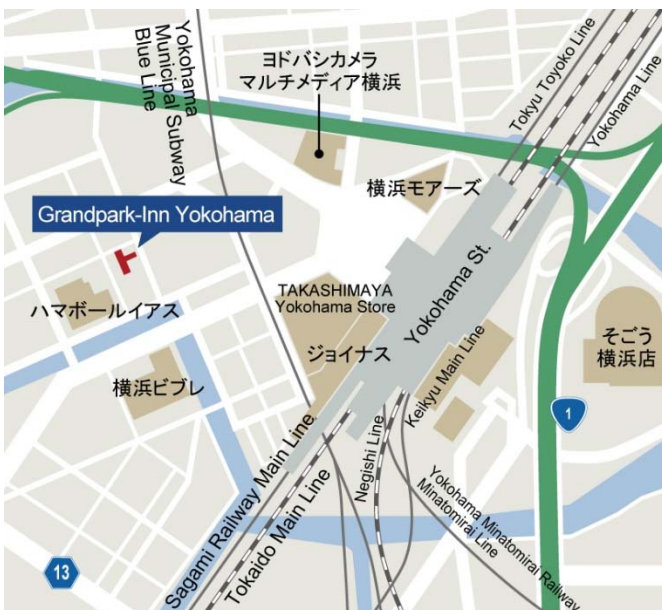 Yokohama
Municipal Subway
Blue Line
ヨドバシカメラ
マルチメディア横浜
Tokyu Toyoko Line
Yokohama Line
横浜モアーズ
Grandpark-Inn Yokohama
TAKASHIMAYA
Yokohama Store
Yokohama St.
ハマボールイアス
ジョイナス
そごう
横浜店
Keikyu Main Line
横浜ビブレ
1
Negishi Line
Sagami Railway Main Line
Tokaido Main Line
Yokohama Minatomirai Railway
Minatomirai Line
13